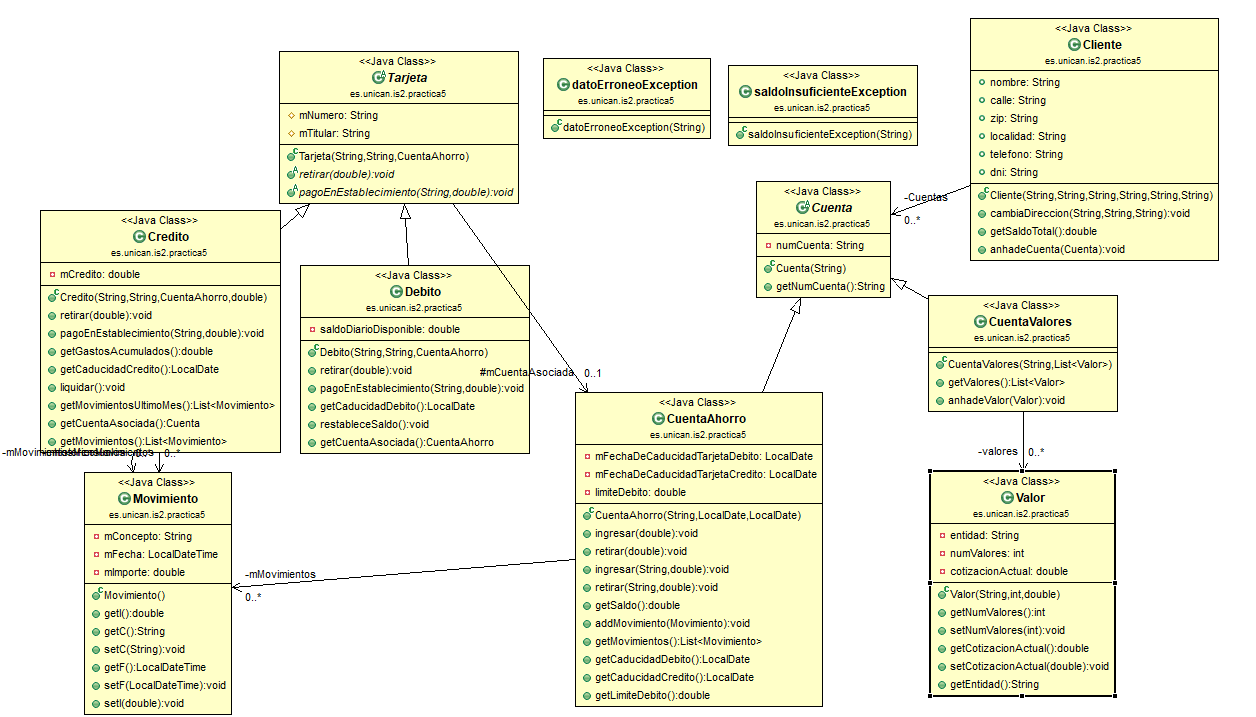 <<Java Class>>
Tarjeta
es.unican.is2.practica5
mNumero: String
mTitular: String
Tarjeta(String,String,CuentaAhorro)
retirar(double):void
pagoEnEstablecimiento(String,double):void
<<Java Class>>
datoErroneoException
es.unican.is2.practica5
datoErroneoException(String)
<<Java Class>>
saldoInsuficienteException
es.unican.is2.practica5
saldoInsuficienteException(String)
<<Java Class>>
Cliente
es.unican.is2.practica5
nombre: String
calle: String
zip: String
localidad: String
telefono: String
dni: String
Cliente(String,String,String,String,String,String)
cambiaDireccion(String,String,String):void
getSaldoTotal():double
anhadeCuenta(Cuenta):void
-Cuentas
0..*
<<Java Class>>
Cuenta
es.unican.is2.practica5
numCuenta: String
Cuenta(String)
getNumCuenta():String
<<Java Class>>
Credito
es.unican.is2.practica5
mCredito: double
Credito(String,String,CuentaAhorro,double)
retirar(double):void
pagoEnEstablecimiento(String,double):void
getGastosAcumulados():double
getCaducidadCredito():LocalDate
liquidar():void
getMovimientosUltimoMes():List<Movimiento>
getCuentaAsociada():Cuenta
getMovimientos():List<Movimiento>
0..*
<<Java Class>>
Debito
es.unican.is2.practica5
saldoDiarioDisponible: double
Debito(String,String,CuentaAhorro)
retirar(double):void
pagoEnEstablecimiento(String,double):void
getCaducidadDebito():LocalDate
restableceSaldo():void
getCuentaAsociada():CuentaAhorro
#mCuentaAsociada
0..1
<<Java Class>>
CuentaValores
es.unican.is2.practica5
CuentaValores(String,List<Valor>)
getValores():List<Valor>
anhadeValor(Valor):void
-valores
0..*
<<Java Class>>
CuentaAhorro
es.unican.is2.practica5
mFechaDeCaducidadTarjetaDebito: LocalDate
mFechaDeCaducidadTarjetaCredito: LocalDate
limiteDebito: double
CuentaAhorro(String,LocalDate,LocalDate)
ingresar(double):void
retirar(double):void
ingresar(String,double):void
retirar(String,double):void
getSaldo():double
addMovimiento(Movimiento):void
getMovimientos():List<Movimiento>
getCaducidadDebito():LocalDate
getCaducidadCredito():LocalDate
getLimiteDebito():double
-mMovimientos
0..*
<<Java Class>>
Movimiento
es.unican.is2.practica5
mConcepto: String
mFecha: LocalDateTime
mImporte: double
Movimiento()
getI():double
getC():String
setC(String):void
getF():LocalDateTime
setF(LocalDateTime):void
setI(double):void
<<Java Class>>
Valor
es.unican.is2.practica5
entidad: String
numValores: int
cotizacionActual: double
Valor(String,int,double)
getNumValores():int
setNumValores(int):void
getCotizacionActual():double
setCotizacionActual(double):void
getEntidad():String